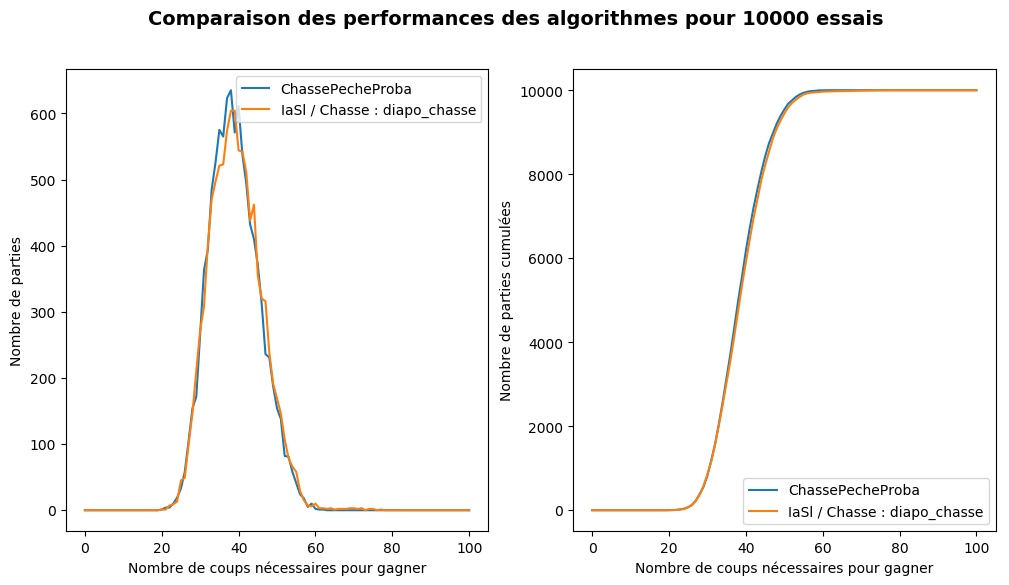 Comparaison des performances des algorithmes pour 10000 essais
ChassePecheProba
IaSl / Chasse : diapo_chasse
Nombre de parties
600
500
400
300
200
100
0
0 20 40 60 80 100
Nombre de coups nécessaires pour gagner
Nombre de parties cumulées
10000
8000
6000
4000
2000
0
ChassePecheProba
IaSl / Chasse : diapo_chasse
0 20 40 60 80 100
Nombre de coups nécessaires pour gagner